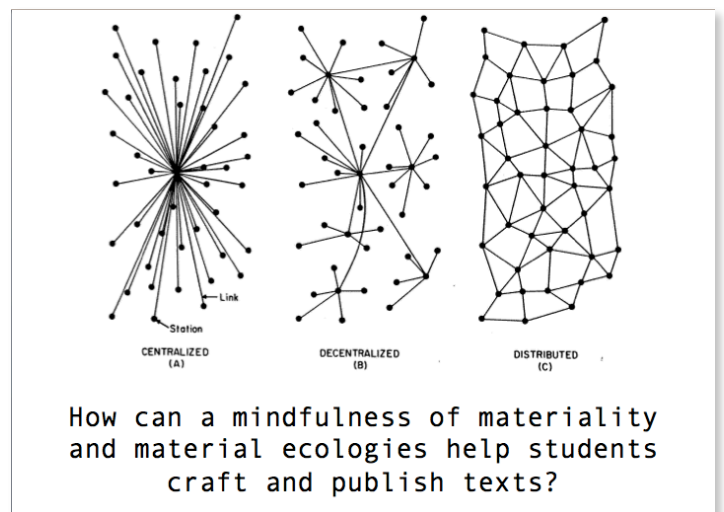 Link
Station
CENTRALIZED
(A)
DECENTRALIZED
(B)
DISTRIBUTED
(C)
How can a mindfulness of materiality
and material ecologies help students
craft and publish texts?